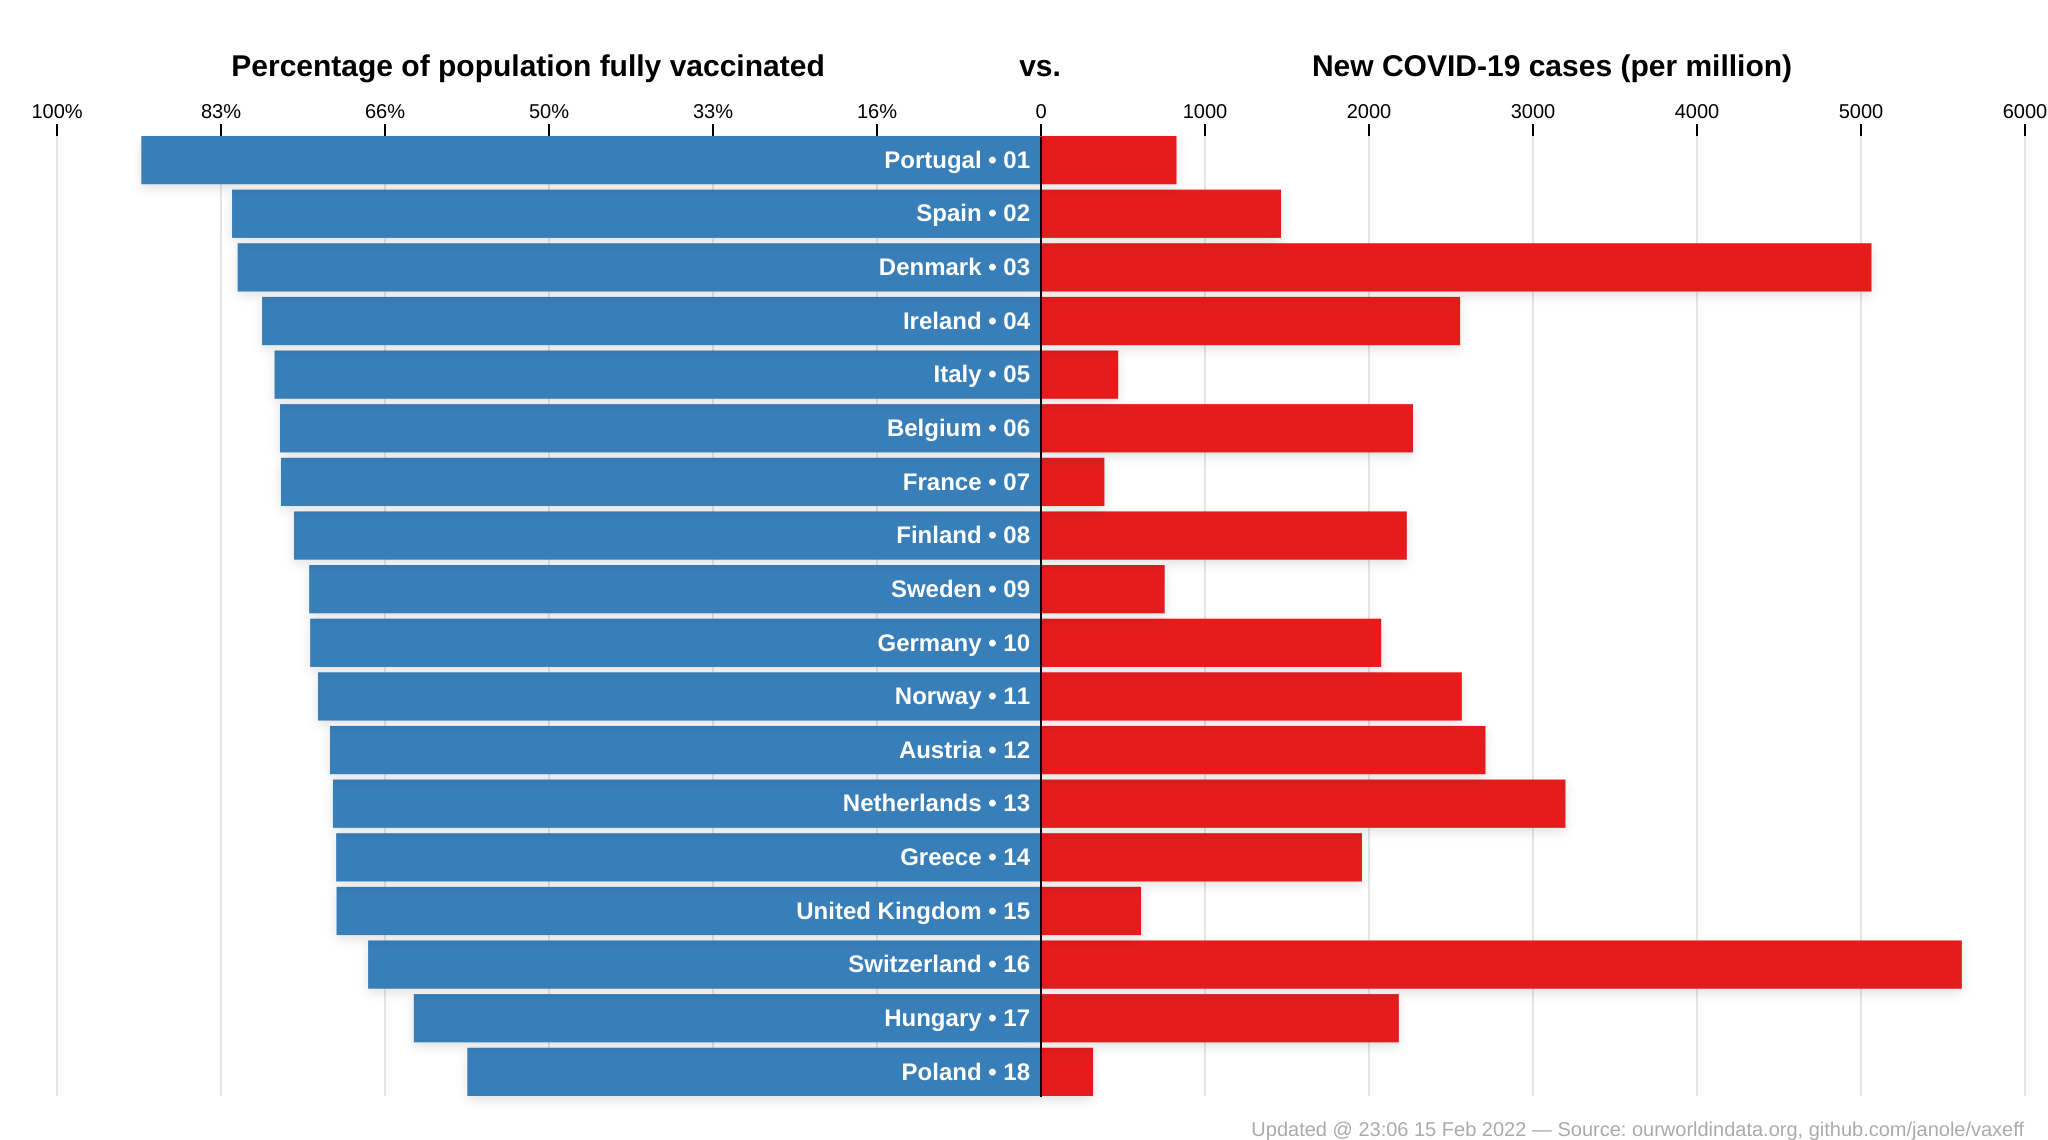 Percentage of population fully vaccinated vs. New COVID-19 cases (per million)
100% 83% 66% 50% 33% 16% 0 1000 2000 3000 4000 5000 6000
Portugal • 01
Spain • 02
Denmark • 03
Ireland • 04
Italy • 05
Belgium • 06
France • 07
Finland • 08
Sweden • 09
Germany • 10
Norway • 11
Austria • 12
Netherlands • 13
Greece • 14
United Kingdom • 15
Switzerland • 16
Hungary • 17
Poland • 18
Updated @ 23:06 15 Feb 2022 — Source: ourworldindata.org, github.com/janole/vaxeff